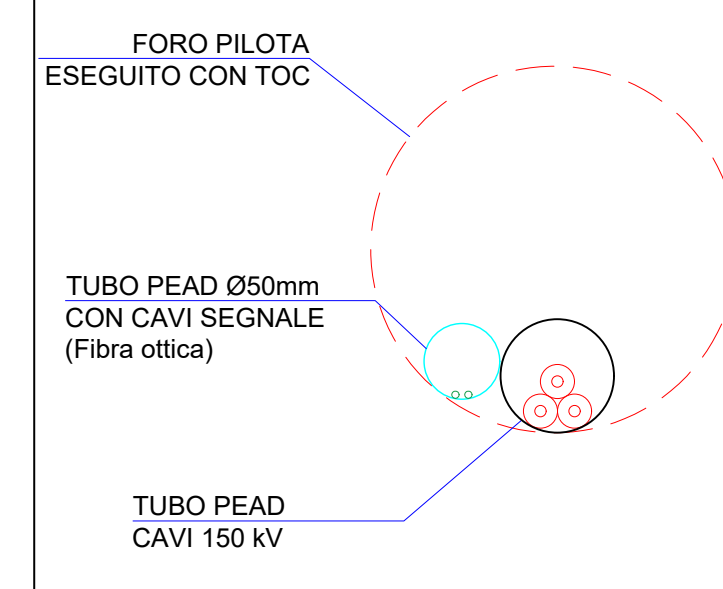 FORO PILOTA
ESEGUITO CON TOC
TUBO PEAD Ø50mm
CON CAVI SEGNALE
(Fibra ottica)
TUBO PEAD
CAVI 150 kV